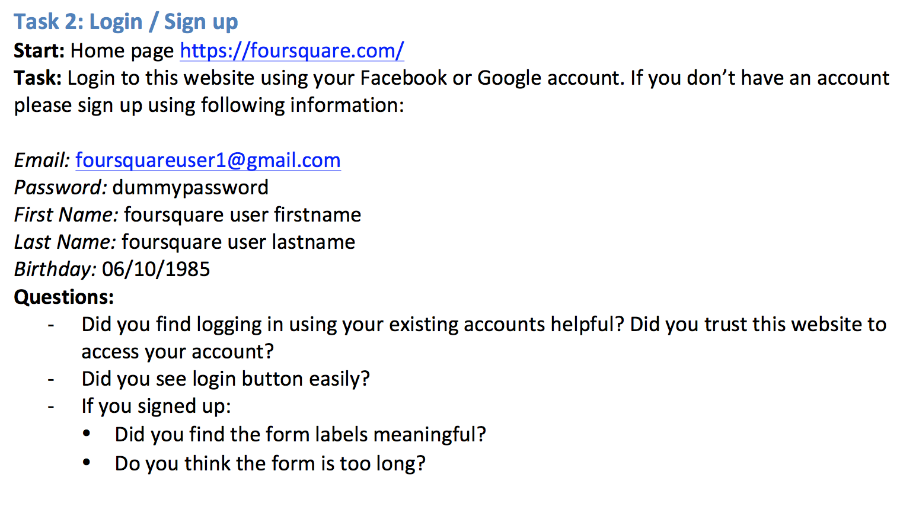 Task 2: Login / Sign up
Start: Home page https://foursquare.com/
Task: Login to this website using your Facebook or Google account. If you don’t have an account
please sign up using following information:
Email: foursquareuser1@gmail.com
Password: dummypassword
First Name: foursquare user firstname
Last Name: foursquare user lastname
Birthday: 06/10/1985
Questions:
- Did you find logging in using your existing accounts helpful? Did you trust this website to
access your account?
- Did you see login button easily?
- If you signed up:
• Did you find the form labels meaningful?
• Do you think the form is too long?